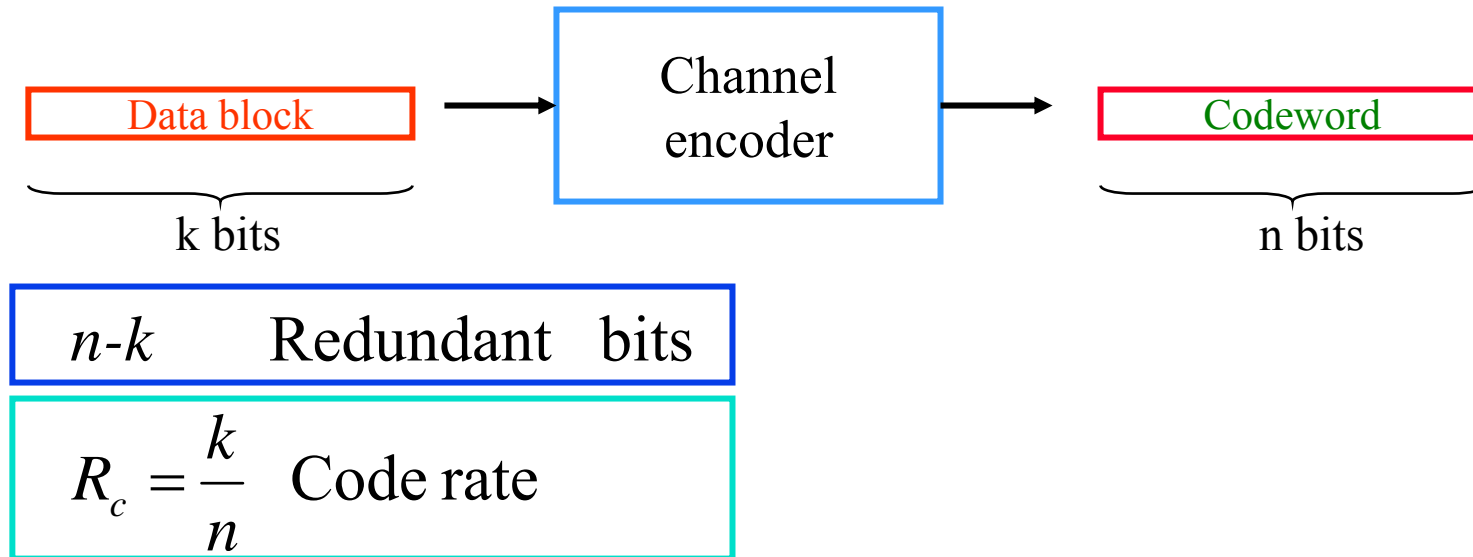 Data block
Channel
encoder
Codeword
k bits
n bits
n-k Redundant bits
R_c = k/n Code rate